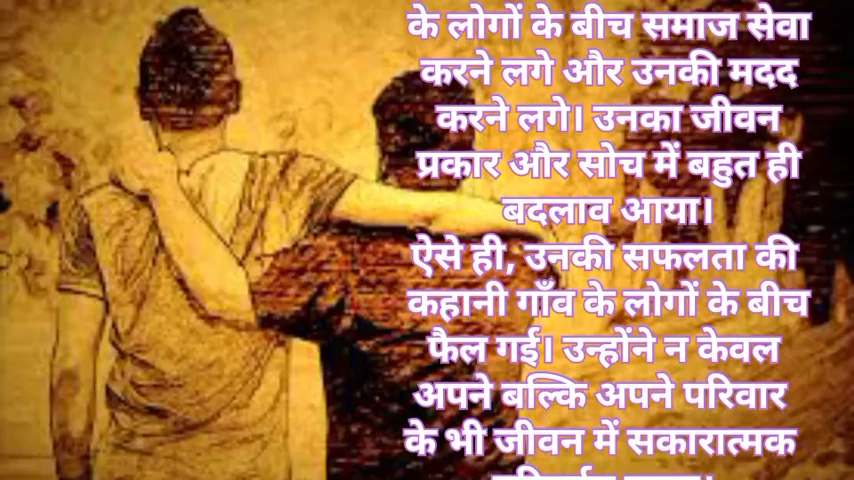 के लोगों के बीच समाज सेवा
करने लगे और उनकी मदद
करने लगे। उनका जीवन
प्रकार और सोच में बहुत ही
बदलाव आया।
ऐसे ही, उनकी सफलता की
कहानी गाँव के लोगों के बीच
फैल गई। उन्होंने न केवल
अपने बल्कि अपने परिवार
के भी जीवन में सकारात्मक